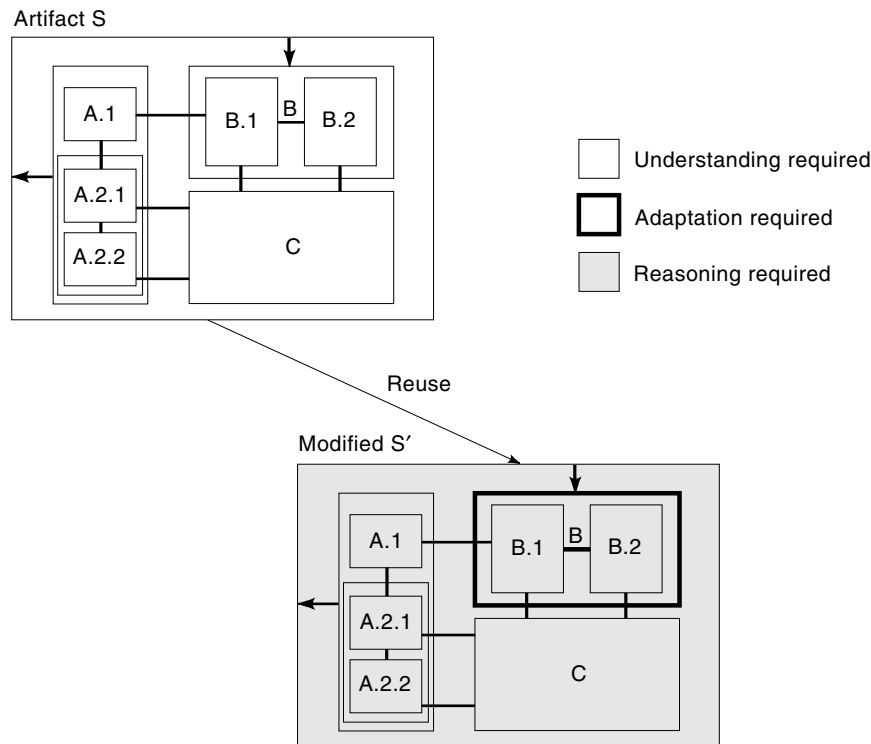 Artifact S
A.1
B.1
B
B.2
A.2.1
A.2.2
C
Understanding required
Adaptation required
Reasoning required
Reuse
Modified S′
A.1
B.1
B
B.2
A.2.1
A.2.2
C